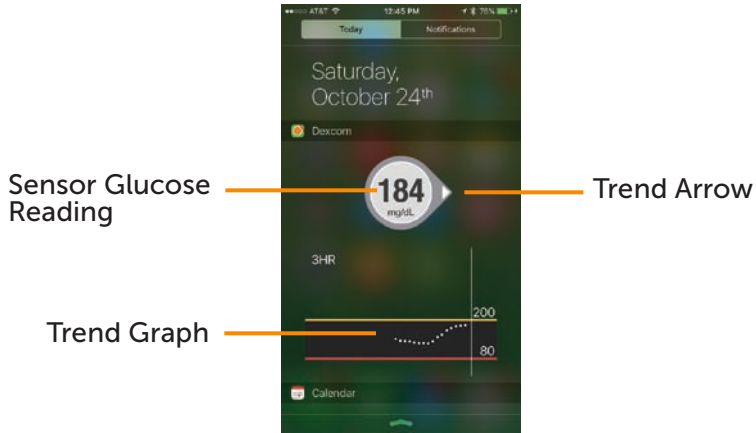 AT&T 12:45 PM 76%
Today Notifications
Saturday,
October 24th
Dexcom
Sensor Glucose
Reading
184
mg/dL
Trend Arrow
3HR
200
Trend Graph
80
Calendar